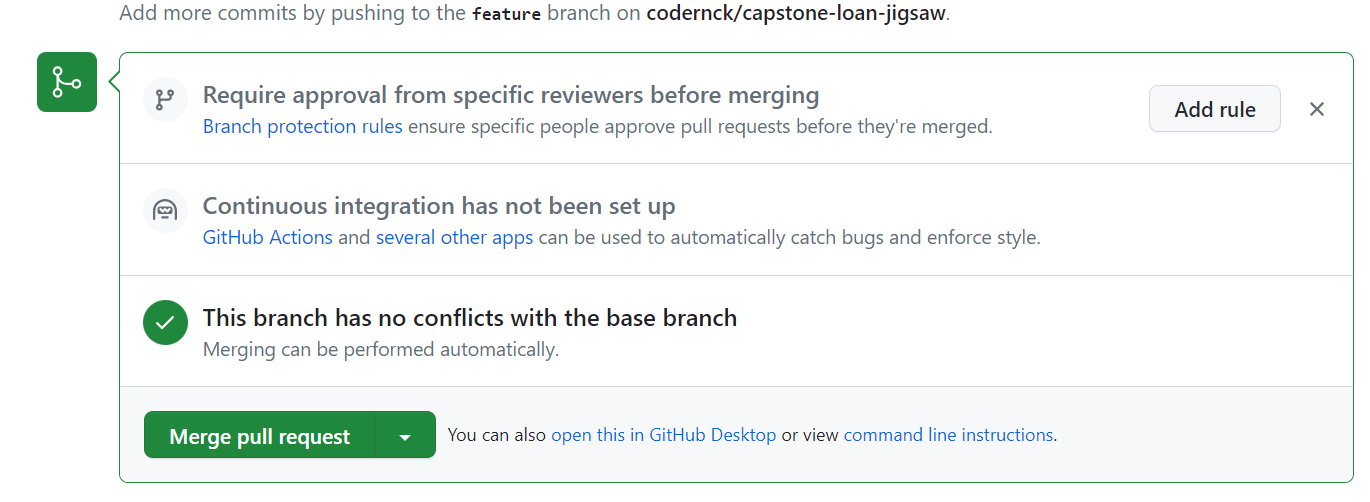 Add more commits by pushing to the feature branch on codernck/capstone-loan-jigsaw.
Require approval from specific reviewers before merging
Branch protection rules ensure specific people approve pull requests before they're merged.
Add rule
Continuous integration has not been set up
GitHub Actions and several other apps can be used to automatically catch bugs and enforce style.
This branch has no conflicts with the base branch
Merging can be performed automatically.
Merge pull request
You can also open this in GitHub Desktop or view command line instructions.